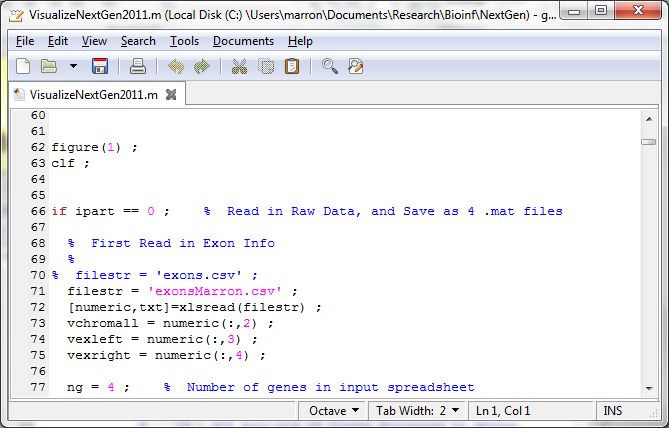 VisualizeNextGen2011.m (Local Disk (C:) \Users\marron\Documents\Research\Bioinf\NextGen) - g...
File Edit View Search Tools Documents Help
VisualizeNextGen2011.m
60
61
62 figure(1) ;
63 clf ;
64
65
66 if ipart == 0 ;    %  Read in Raw Data, and Save as 4 .mat files
67
68   %  First Read in Exon Info
69   %
70 %  filestr = 'exons.csv' ;
71   filestr = 'exonsMarron.csv' ;
72   [numeric,txt]=xlsread(filestr) ;
73   vchromall = numeric(:,2) ;
74   vexleft = numeric(:,3) ;
75   vexright = numeric(:,4) ;
76
77   ng = 4 ;    %  Number of genes in input spreadsheet
Octave Tab Width: 2 Ln 1, Col 1 INS